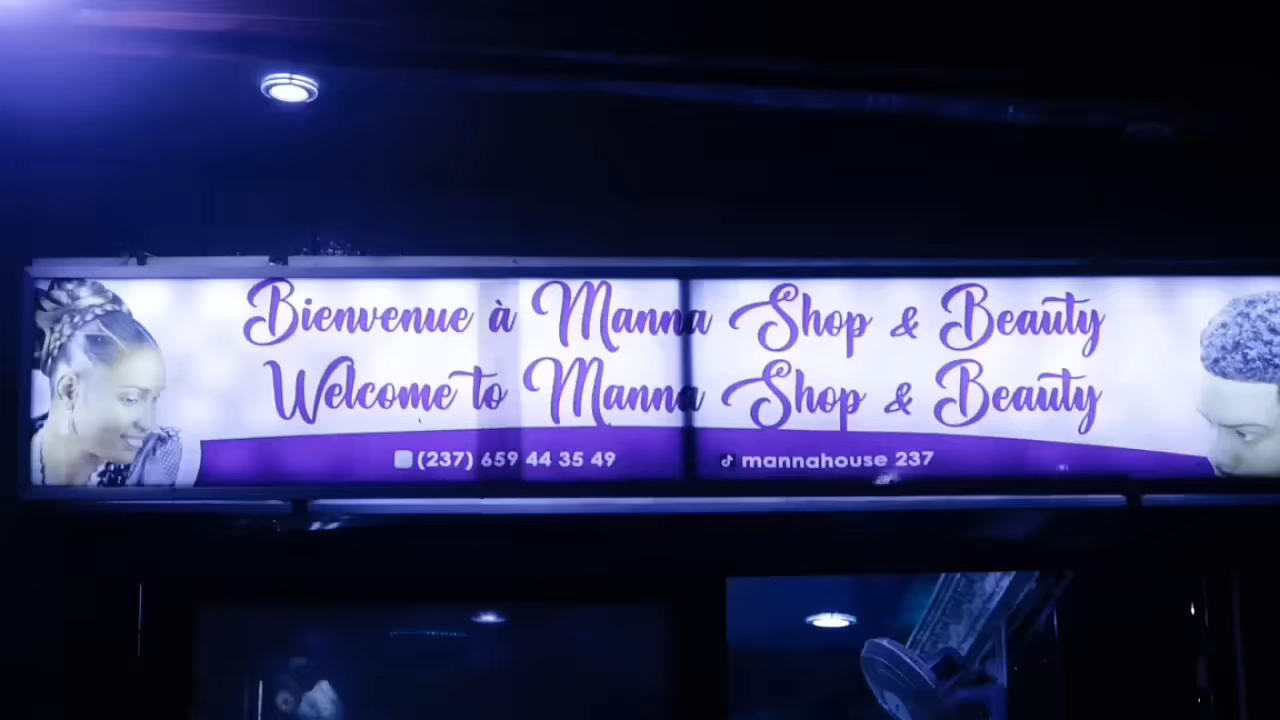 Bienvenue à Manna Shop & Beauty
Welcome to Manna Shop & Beauty
(237) 659 44 35 49
mannahouse 237